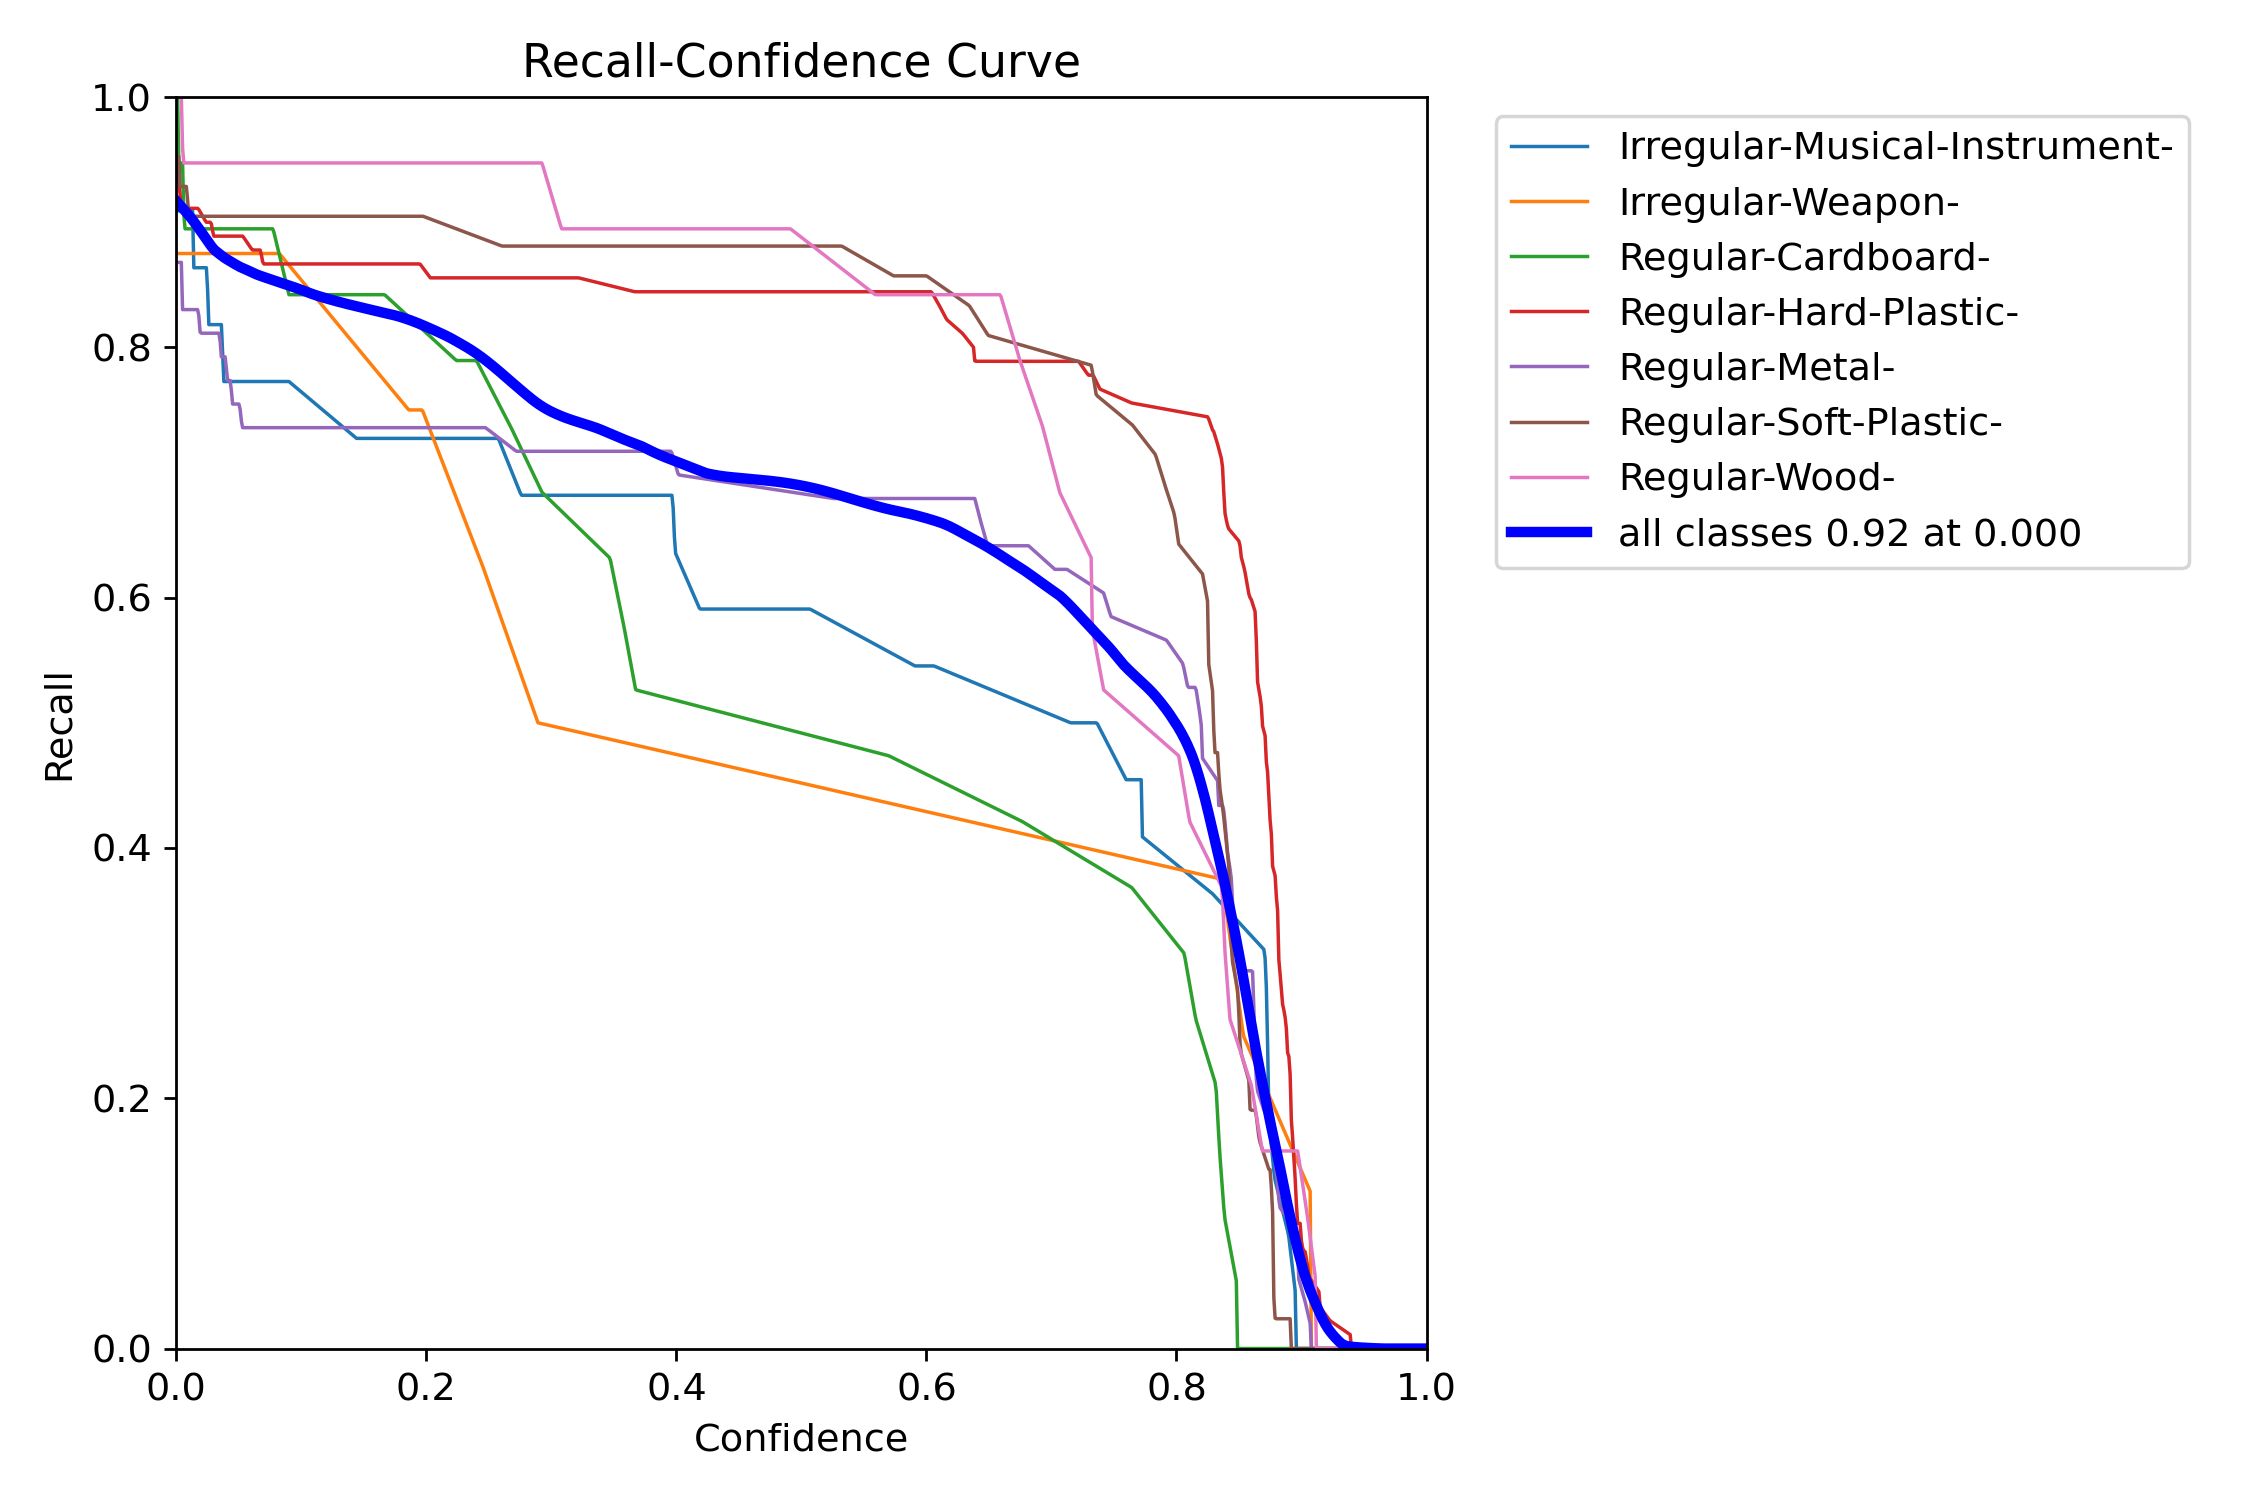 Recall-Confidence Curve
1.0
0.8
0.6
0.4
0.2
0.0
Recall
0.0 0.2 0.4 0.6 0.8 1.0
Confidence
Irregular-Musical-Instrument-
Irregular-Weapon-
Regular-Cardboard-
Regular-Hard-Plastic-
Regular-Metal-
Regular-Soft-Plastic-
Regular-Wood-
all classes 0.92 at 0.000